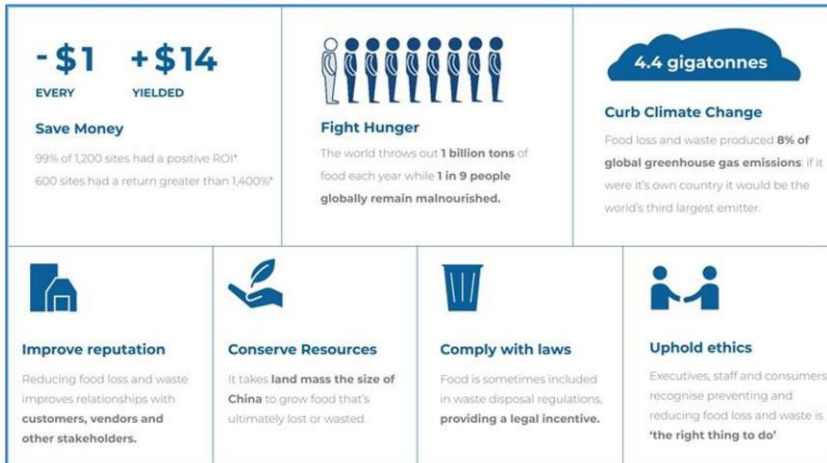 - $1 + $14
EVERY YIELDED
Save Money
99% of 1,200 sites had a positive ROI*
600 sites had a return greater than 1,400%*
Fight Hunger
The world throws out 1 billion tons of
food each year while 1 in 9 people
globally remain malnourished.
4.4 gigatonnes
Curb Climate Change
Food loss and waste produced 8% of
global greenhouse gas emissions if it
were it's own country it would be the
world's third largest emitter.
Improve reputation
Reducing food loss and waste
improves relationships with
customers, vendors and
other stakeholders.
Conserve Resources
It takes land mass the size of
China to grow food that's
ultimately lost or wasted.
Comply with laws
Food is sometimes included
in waste disposal regulations,
providing a legal incentive.
Uphold ethics
Executives, staff and consumers
recognise preventing and
reducing food loss and waste is
'the right thing to do'